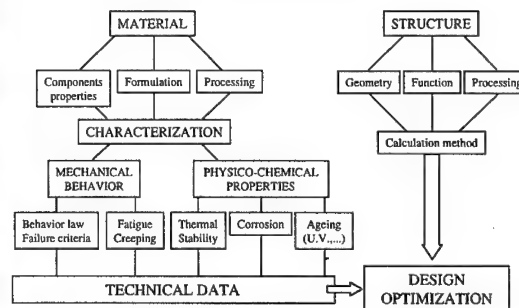 MATERIAL
STRUCTURE
Components
properties
Formulation
Processing
Geometry
Function
Processing
CHARACTERIZATION
Calculation method
MECHANICAL
BEHAVIOR
PHYSICO-CHEMICAL
PROPERTIES
Behavior law
Failure criteria
Fatigue
Creeping
Thermal
Stability
Corrosion
Ageing
(U.V.,...)
TECHNICAL DATA
DESIGN
OPTIMIZATION